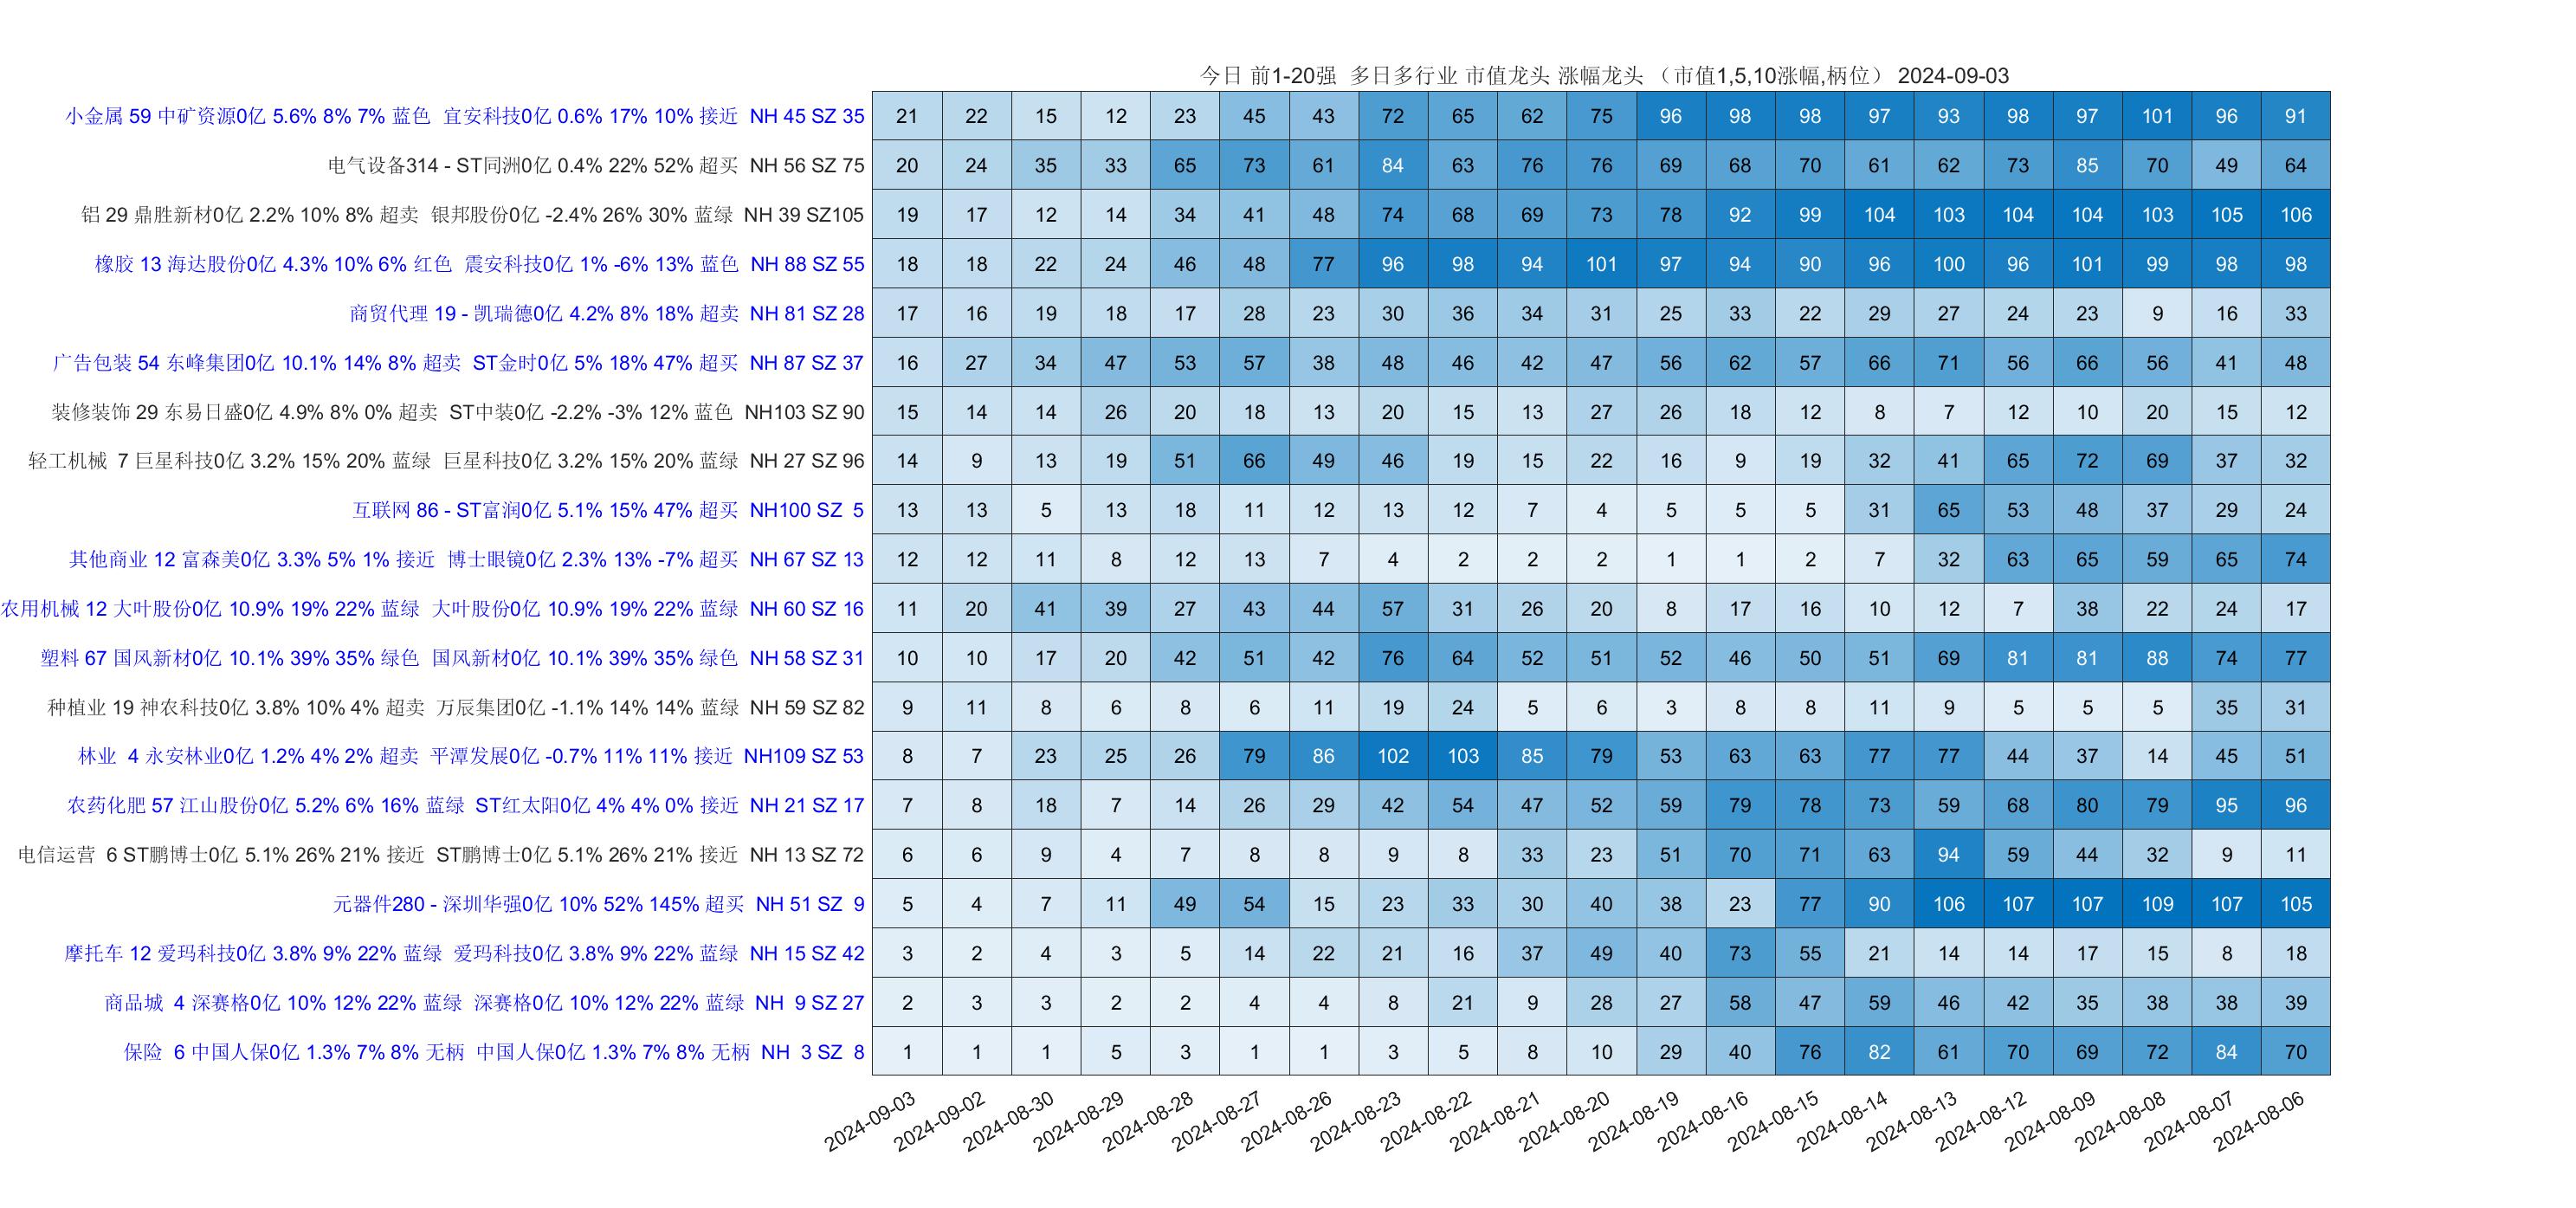 今日 前1-20强 多日多行业 市值龙头 涨幅龙头 （市值1,5,10涨幅,柄位） 2024-09-03
小金属 59 中矿资源0亿 5.6% 8% 7% 蓝色 宜安科技0亿 0.6% 17% 10% 接近 NH 45 SZ 35 21 22 15 12 23 45 43 72 65 62 75 96 98 98 97 93 98 97 101 96 91
电气设备314 - ST同洲0亿 0.4% 22% 52% 超买 NH 56 SZ 75 20 24 35 33 65 73 61 84 63 76 76 69 68 70 61 62 73 85 70 49 64
铝 29 鼎胜新材0亿 2.2% 10% 8% 超卖 银邦股份0亿 -2.4% 26% 30% 蓝绿 NH 39 SZ105 19 17 12 14 34 41 48 74 68 69 73 78 92 99 104 103 104 104 103 105 106
橡胶 13 海达股份0亿 4.3% 10% 6% 红色 震安科技0亿 1% -6% 13% 蓝色 NH 88 SZ 55 18 18 22 24 46 48 77 96 98 94 101 97 94 90 96 100 96 101 99 98 98
商贸代理 19 - 凯瑞德0亿 4.2% 8% 18% 超卖 NH 81 SZ 28 17 16 19 18 17 28 23 30 36 34 31 25 33 22 29 27 24 23 9 16 33
广告包装 54 东峰集团0亿 10.1% 14% 8% 超卖 ST金时0亿 5% 18% 47% 超买 NH 87 SZ 37 16 27 34 47 53 57 38 48 46 42 47 56 62 57 66 71 56 66 56 41 48
装修装饰 29 东易日盛0亿 4.9% 8% 0% 超卖 ST中装0亿 -2.2% -3% 12% 蓝色 NH103 SZ 90 15 14 14 26 20 18 13 20 15 13 27 26 18 12 8 7 12 10 20 15 12
轻工机械 7 巨星科技0亿 3.2% 15% 20% 蓝绿 巨星科技0亿 3.2% 15% 20% 蓝绿 NH 27 SZ 96 14 9 13 19 51 66 49 46 19 15 22 16 9 19 32 41 65 72 69 37 32
互联网 86 - ST富润0亿 5.1% 15% 47% 超买 NH100 SZ 5 13 13 5 13 18 11 12 13 12 7 4 5 5 5 31 65 53 48 37 29 24
其他商业 12 富森美0亿 3.3% 5% 1% 接近 博士眼镜0亿 2.3% 13% -7% 超买 NH 67 SZ 13 12 12 11 8 12 13 7 4 2 2 2 1 1 2 7 32 63 65 59 65 74
农用机械 12 大叶股份0亿 10.9% 19% 22% 蓝绿 大叶股份0亿 10.9% 19% 22% 蓝绿 NH 60 SZ 16 11 20 41 39 27 43 44 57 31 26 20 8 17 16 10 12 7 38 22 24 17
塑料 67 国风新材0亿 10.1% 39% 35% 绿色 国风新材0亿 10.1% 39% 35% 绿色 NH 58 SZ 31 10 10 17 20 42 51 42 76 64 52 51 52 46 50 51 69 81 81 88 74 77
种植业 19 神农科技0亿 3.8% 10% 4% 超卖 万辰集团0亿 -1.1% 14% 14% 蓝绿 NH 59 SZ 82 9 11 8 6 8 6 11 19 24 5 6 3 8 8 11 9 5 5 5 35 31
林业 4 永安林业0亿 1.2% 4% 2% 超卖 平潭发展0亿 -0.7% 11% 11% 接近 NH109 SZ 53 8 7 23 25 26 79 86 102 103 85 79 53 63 63 77 77 44 37 14 45 51
农药化肥 57 江山股份0亿 5.2% 6% 16% 蓝绿 ST红太阳0亿 4% 4% 0% 接近 NH 21 SZ 17 7 8 18 7 14 26 29 42 54 47 52 59 79 78 73 59 68 80 79 95 96
电信运营 6 ST鹏博士0亿 5.1% 26% 21% 接近 ST鹏博士0亿 5.1% 26% 21% 接近 NH 13 SZ 72 6 6 9 4 7 8 8 9 8 33 23 51 70 71 63 94 59 44 32 9 11
元器件280 - 深圳华强0亿 10% 52% 145% 超买 NH 51 SZ 9 5 4 7 11 49 54 15 23 33 30 40 38 23 77 90 106 107 107 109 107 105
摩托车 12 爱玛科技0亿 3.8% 9% 22% 蓝绿 爱玛科技0亿 3.8% 9% 22% 蓝绿 NH 15 SZ 42 3 2 4 3 5 14 22 21 16 37 49 40 73 55 21 14 14 17 15 8 18
商品城 4 深赛格0亿 10% 12% 22% 蓝绿 深赛格0亿 10% 12% 22% 蓝绿 NH 9 SZ 27 2 3 3 2 2 4 4 8 21 9 28 27 58 47 59 46 42 35 38 38 39
保险 6 中国人保0亿 1.3% 7% 8% 无柄 中国人保0亿 1.3% 7% 8% 无柄 NH 3 SZ 8 1 1 1 5 3 1 1 3 5 8 10 29 40 76 82 61 70 69 72 84 70
2024-09-03 2024-09-02 2024-08-30 2024-08-29 2024-08-28 2024-08-27 2024-08-26 2024-08-23 2024-08-22 2024-08-21 2024-08-20 2024-08-19 2024-08-16 2024-08-15 2024-08-14 2024-08-13 2024-08-12 2024-08-09 2024-08-08 2024-08-07 2024-08-06